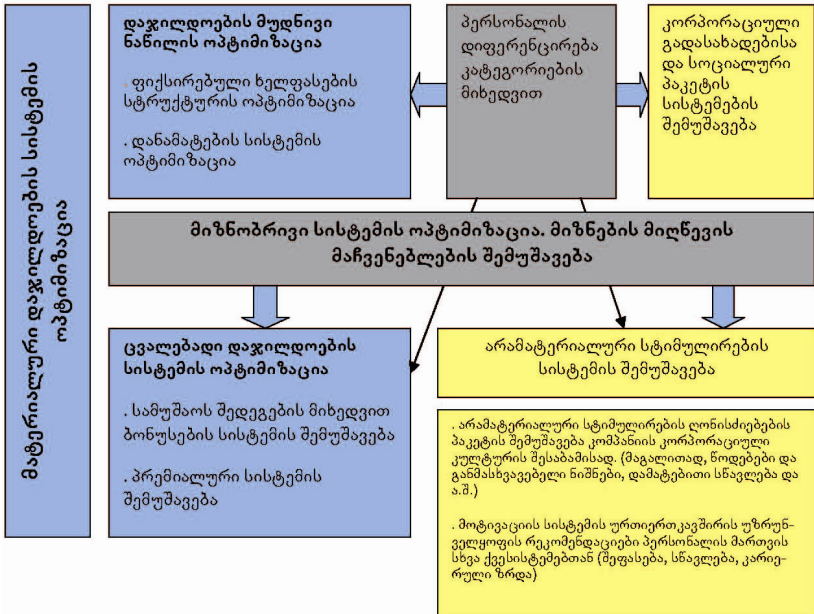 მატერიალური დაჯილდოების სისტემის
ოპტიმიზაცია
დაჯილდოების მუდნივი
ნაწილის ოპტიმიზაცია
. ფიქსირებული ხელფასების
სტრუქტურის ოპტიმიზაცია
. დანამატების სისტემის
ოპტიმიზაცია
პერსონალის
დიფერენცირება
კატეგორიების
მიხედვით
კორპორაციული
გადასახადებისა
და სოციალური
პაკეტის
სისტემების
შემუშავება
მიზნობრივი სისტემის ოპტიმიზაცია. მიზნების მიღწევის
მაჩვენებლების შემუშავება
ცვალებადი დაჯილდოების
სისტემის ოპტიმიზაცია
. სამუშაოს შედეგების მიხედვით
ბონუსების სისტემის შემუშავება
. პრემიალური სისტემის
შემუშავება
არამატერიალური სტიმულირების
სისტემის შემუშავება
. არამატერიალური სტიმულირების ღონისძიებების
პაკეტის შემუშავება კომპანიის კორპორაციული
კულტურის შესაბამისად. (მაგალითად, წოდებები და
განმასხვავებელი ნიშნები, დამატებითი სწავლება და
ა.შ.)
. მოტივაციის სისტემის ურთიერთკავშირის უზრუნ-
ველყოფის რეკომენდაციები პერსონალის მართვის
სხვა ქვესისტემებთან (შეფასება, სწავლება, კარიე-
რული ზრდა)